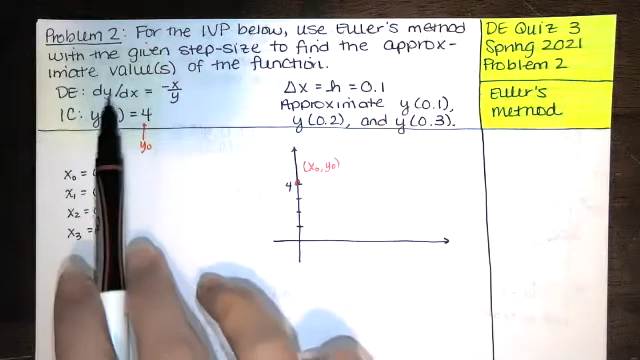 Problem 2: For the IVP below, use Euler's method
with the given step-size to find the approx-
imate value(s) of the function.
DE: dy/dx = -x/y
IC: y( ) = 4
y₀
Δx = h = 0.1
Approximate y(0.1),
y(0.2), and y(0.3).
DE Quiz 3
Spring 2021
Problem 2
Euler's
method
x₀ =
x₁ =
x₂ =
x₃ =
(x₀, y₀)
4